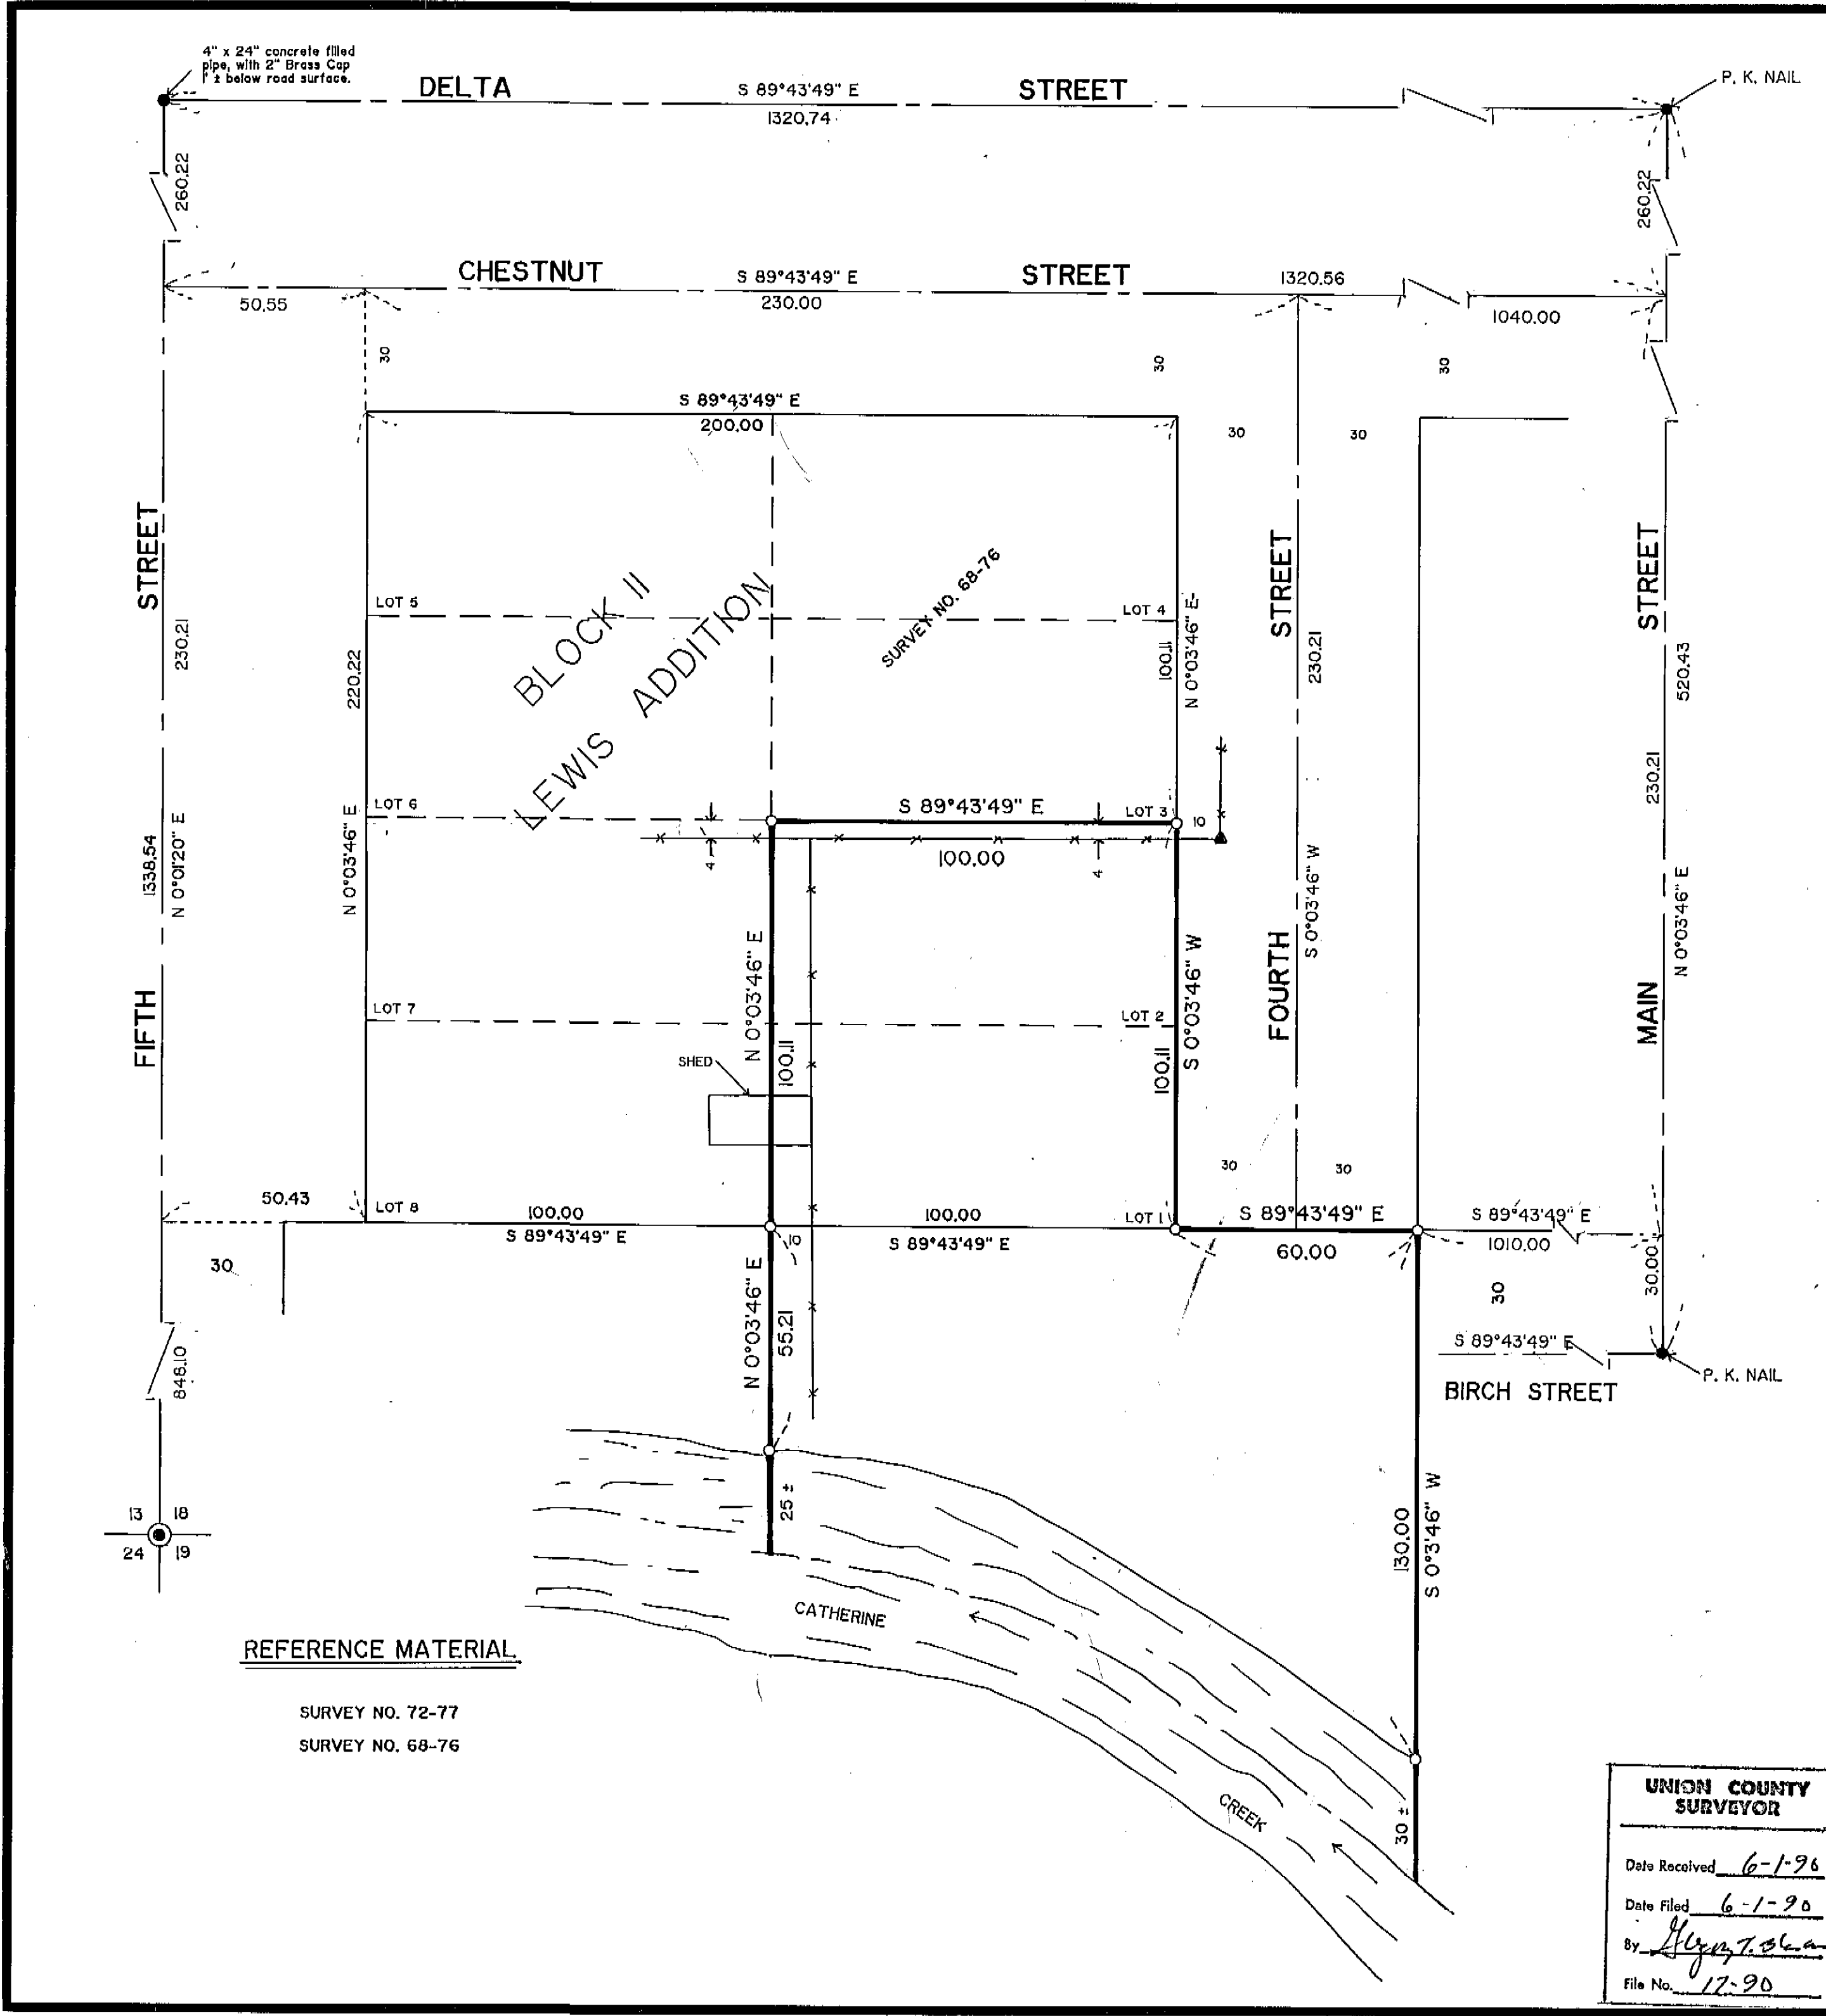 4" x 24" concrete filled
pipe, with 2" Brass Cap
1' ± below road surface.
DELTA STREET
S 89°43'49" E
1320.74
P. K. NAIL
260.22
260.22
CHESTNUT STREET
S 89°43'49" E
1320.56
50.55
230.00
1040.00
30
30
30
S 89°43'49" E
200.00
30
30
FIFTH STREET
230.21
1338.54
N 0°01'20" E
220.22
N 0°03'46" E
LOT 5
BLOCK 11
LEWIS ADDITION
SURVEY NO. 68-76
LOT 4
100.11
N 0°03'46" E
FOURTH STREET
230.21
S 0°03'46" W
MAIN STREET
520.43
230.21
N 0°03'46" E
LOT 6
S 89°43'49" E
LOT 3
10
100.00
4
4
N 0°03'46" E
100.11
S 0°03'46" W
100.11
LOT 7
LOT 2
SHED
30
30
50.43
LOT 8
100.00
S 89°43'49" E
100.00
S 89°43'49" E
LOT 1
S 89°43'49" E
60.00
S 89°43'49" E
1010.00
30
10
30
30.00
N 0°03'46" E
55.21
S 89°43'49" E
BIRCH STREET
P. K. NAIL
848.10
25 ±
130.00
S 0°3'46" W
13 18
24 19
CATHERINE
CREEK
30 ±
REFERENCE MATERIAL
SURVEY NO. 72-77
SURVEY NO. 68-76
UNION COUNTY
SURVEYOR
Date Received 6-1-90
Date Filed 6-1-90
By
File No. 17-90